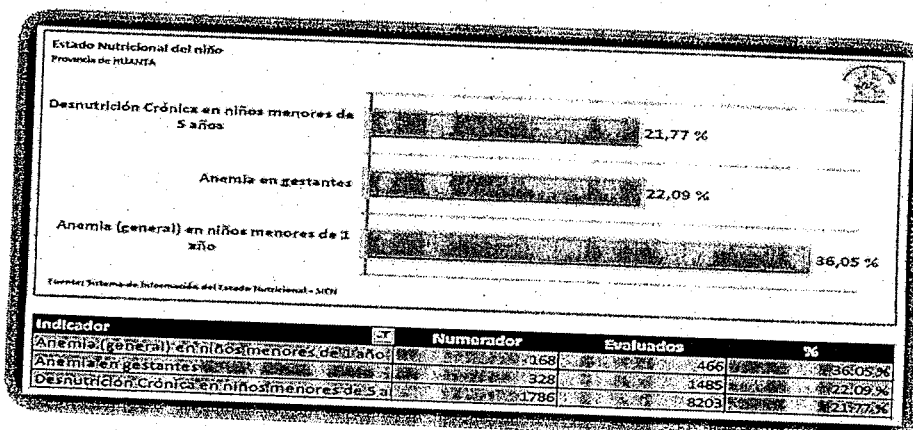 Estado Nutricional del niño
Provincia de HUANTA
Desnutrición Crónica en niños menores de
5 años
21,77 %
Anemia en gestantes
22,09 %
Anemia (general) en niños menores de 1
año
36,05 %
Fuente: Sistema de Información del Estado Nutricional - SIEN
Indicador Numerador Evaluados %
Anemia (general) en niños menores de 1 año 168 466 36,05 %
Anemia en gestantes 328 1485 22,09 %
Desnutrición Crónica en niños menores de 5 a 1786 8203 21,77 %